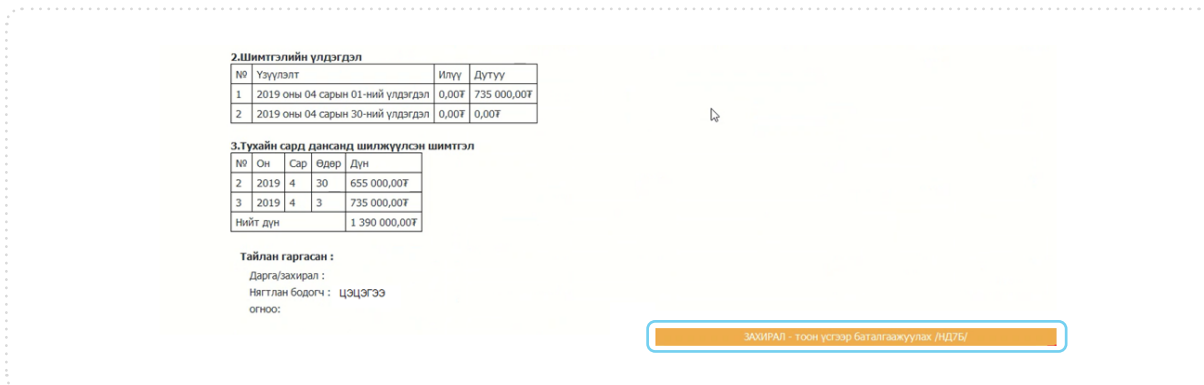 2.Шимтгэлийн үлдэгдэл
№ Үзүүлэлт Илүү Дутуу
1 2019 оны 04 сарын 01-ний үлдэгдэл 0,00₮ 735 000,00₮
2 2019 оны 04 сарын 30-ний үлдэгдэл 0,00₮ 0,00₮
3.Тухайн сард дансанд шилжүүлсэн шимтгэл
№ Он Сар Өдөр Дүн
2 2019 4 30 655 000,00₮
3 2019 4 3 735 000,00₮
Нийт дүн 1 390 000,00₮
Тайлан гаргасан :
Дарга/захирал :
Нягтлан бодогч : ЦЭЦЭГЭЭ
огноо:
ЗАХИРАЛ - тоон үсгээр баталгаажуулах /НД7Б/